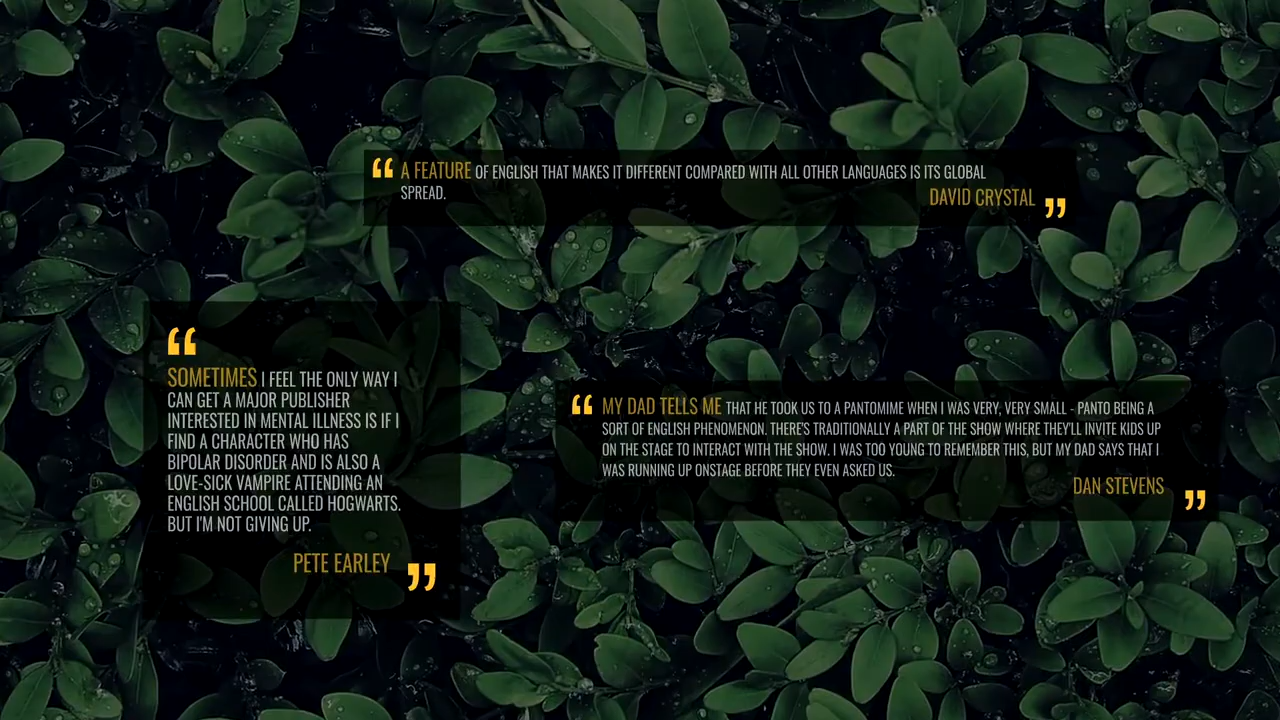 “ A FEATURE OF ENGLISH THAT MAKES IT DIFFERENT COMPARED WITH ALL OTHER LANGUAGES IS ITS GLOBAL
SPREAD.
DAVID CRYSTAL ”
“
SOMETIMES I FEEL THE ONLY WAY I
CAN GET A MAJOR PUBLISHER
INTERESTED IN MENTAL ILLNESS IS IF I
FIND A CHARACTER WHO HAS
BIPOLAR DISORDER AND IS ALSO A
LOVE-SICK VAMPIRE ATTENDING AN
ENGLISH SCHOOL CALLED HOGWARTS.
BUT I'M NOT GIVING UP.
PETE EARLEY ”
“ MY DAD TELLS ME THAT HE TOOK US TO A PANTOMIME WHEN I WAS VERY, VERY SMALL - PANTO BEING A
SORT OF ENGLISH PHENOMENON. THERE'S TRADITIONALLY A PART OF THE SHOW WHERE THEY'LL INVITE KIDS UP
ON THE STAGE TO INTERACT WITH THE SHOW. I WAS TOO YOUNG TO REMEMBER THIS, BUT MY DAD SAYS THAT I
WAS RUNNING UP ONSTAGE BEFORE THEY EVEN ASKED US.
DAN STEVENS ”